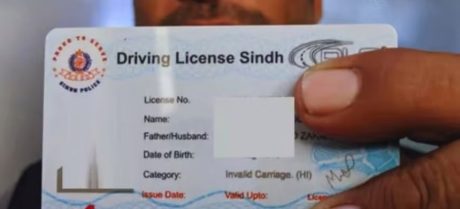 PROUD TO SERVE
SINDH POLICE
Driving License Sindh
License No.
Name:
Father/Husband:
Date of Birth:
Category: Invalid Carriage. (HI)
Issue Date: Valid Upto: